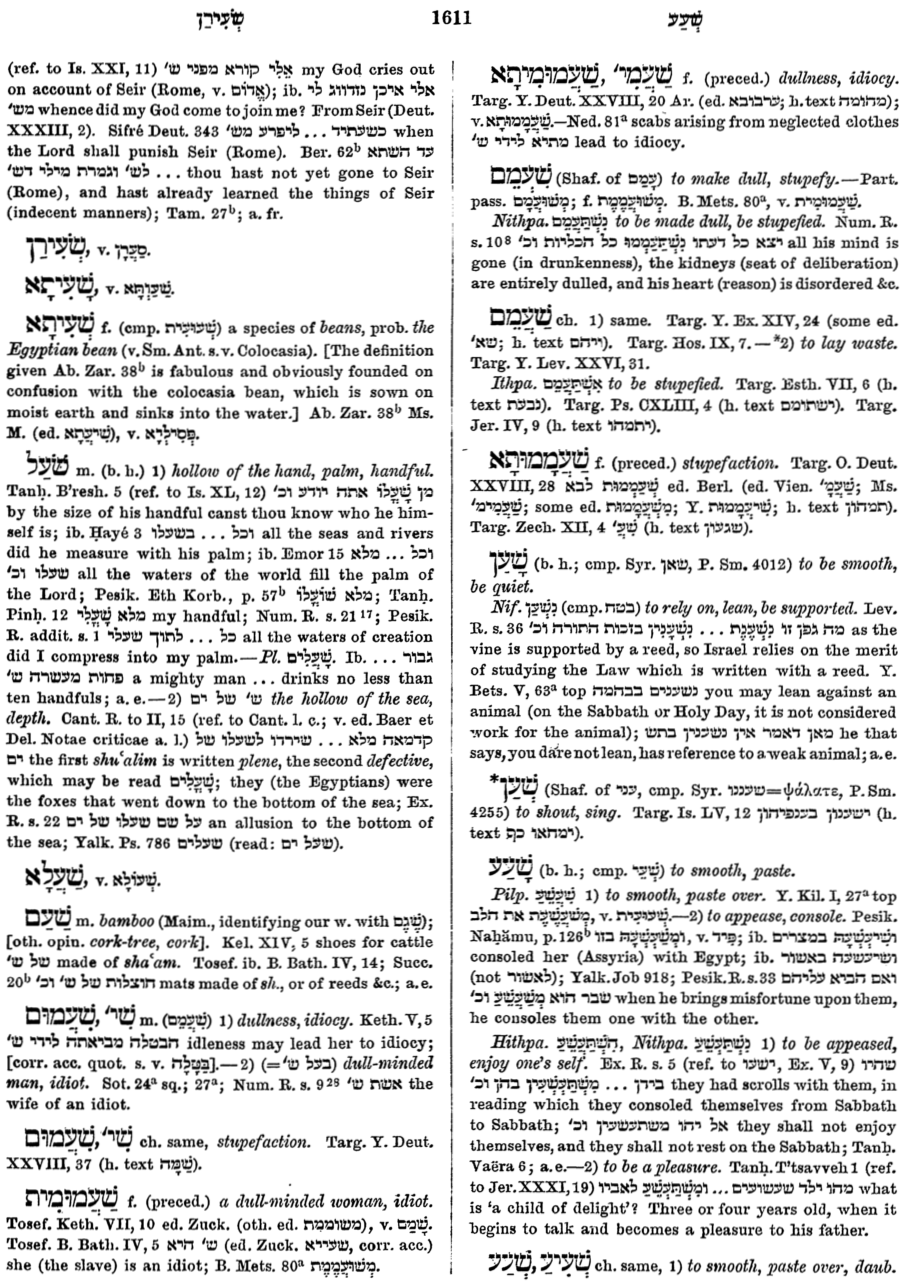 שְׂעִירַן 1611 שָׁעַע
(ref. to Is. XXI, 11) אֵלִי קורא מפני ש׳ my God cries out
on account of Seir (Rome, v. אֱדוֹם); ib. אלי איכן נזדווג לי
מש׳ whence did my God come to join me? From Seir (Deut.
XXXIII, 2). Sifré Deut. 343 כשעתיד ... ליפרע מש׳ when
the Lord shall punish Seir (Rome). Ber. 62ᵇ עד השתא
לש׳ וגמרת מילי דש׳ ... thou hast not yet gone to Seir
(Rome), and hast already learned the things of Seir
(indecent manners); Tam. 27ᵇ; a. fr.
שְׂעִירַן, v. סַעֲרָן.
שָׁעִיתָא, v. שַׁעֲוְתָא.
שְׁעִיתָא f. (cmp. שְׁעוּעִית) a species of beans, prob. the
Egyptian bean (v. Sm. Ant. s. v. Colocasia). [The definition
given Ab. Zar. 38ᵇ is fabulous and obviously founded on
confusion with the colocasia bean, which is sown on
moist earth and sinks into the water.] Ab. Zar. 38ᵇ Ms.
M. (ed. שִׁיעֲתָא), v. פְּסִילְיָא.
שׁוֹעַל m. (b. h.) 1) hollow of the hand, palm, handful.
Tanḥ. B'resh. 5 (ref. to Is. XL, 12) מן שָׁעֳלוֹ אתה יודע וכ׳
by the size of his handful canst thou know who he him-
self is; ib. Ḥayé 3 וכל ... בשעלו all the seas and rivers
did he measure with his palm; ib. Emor 15 וכל ... מלא
שעלו וכ׳ all the waters of the world fill the palm of
the Lord; Pesik. Eth Korb., p. 57ᵇ מלא שׁוֹעֳלוֹ; Tanḥ.
Pinḥ. 12 מלא שָׁעֳלִי my handful; Num. R. s. 21¹⁷; Pesik.
R. addit. s. 1 כל ... לתוך שעלי all the waters of creation
did I compress into my palm.—Pl. שְׁעָלִים. Ib. גבור ...
פחות מעשרה ש׳ a mighty man ... drinks no less than
ten handfuls; a. e.—2) ש׳ של ים the hollow of the sea,
depth. Cant. R. to II, 15 (ref. to Cant. l. c.; v. ed. Baer et
Del. Notae criticae a. l.) קדמאה מלא ... שירדו לשעלו של
ים the first shuʿalim is written plene, the second defective,
which may be read שְׁעָלִים; they (the Egyptians) were
the foxes that went down to the bottom of the sea; Ex.
R. s. 22 על שם שעלו של ים an allusion to the bottom of
the sea; Yalk. Ps. 786 שעלים (read: שעל ים).
שַׁעֲלָא, v. שְׁעוֹלָא.
שַׁעַם m. bamboo (Maim., identifying our w. with גֶּמֶשׁ);
[oth. opin. cork-tree, cork]. Kel. XIV, 5 shoes for cattle
של ש׳ made of shaʿam. Tosef. ib. B. Bath. IV, 14; Succ.
20ᵇ חוצלות של ש׳ וכ׳ mats made of sh., or of reeds &c.; a. e.
שִׁעֲמוּם, שִׁי׳ m. (שָׁעֲמֵם) 1) dullness, idiocy. Keth. V, 5
הבטלה מביאתה לידי ש׳ idleness may lead her to idiocy;
[corr. acc. quot. s. v. בַּטָּלָה].—2) (=בעל ש׳) dull-minded
man, idiot. Sot. 24ᵃ sq.; 27ᵃ; Num. R. s. 9²⁸ אשת ש׳ the
wife of an idiot.
שִׁעֲמוּם, שִׁי׳ ch. same, stupefaction. Targ. Y. Deut.
XXVIII, 37 (h. text שַׁמָּה).
שַׁעֲמוּמִית f. (preced.) a dull-minded woman, idiot.
Tosef. Keth. VII, 10 ed. Zuck. (oth. ed. משוממת), v. שָׁמַם.
Tosef. B. Bath. IV, 5 ש׳ היא (ed. Zuck. שעייא, corr. acc.)
she (the slave) is an idiot; B. Mets. 80ᵃ מְשׁוּעֲמֶמֶת.
שַׁעֲמוּמִיתָא, שַׁעֲמִי׳ f. (preced.) dullness, idiocy.
Targ. Y. Deut. XXVIII, 20 Ar. (ed. ערבובא; h. text מהומה);
v. שַׁעֲמָמוּתָא.—Ned. 81ᵃ scabs arising from neglected clothes
מתיא לידי ש׳ lead to idiocy.
שִׁעֲמֵם (Shaf. of עָמַם) to make dull, stupefy.—Part.
pass. מְשׁוּעֲמָם; f. מְשׁוּעֲמֶמֶת. B. Mets. 80ᵃ, v. שַׁעֲמוּמִית.
Nithpa. נִשְׁתַּעֲמֵם to be made dull, be stupefied. Num. R.
s. 10⁸ יצא כל דעתו נִשְׁתַּעַמְמוּ כל הכליות וכ׳ all his mind is
gone (in drunkenness), the kidneys (seat of deliberation)
are entirely dulled, and his heart (reason) is disordered &c.
שַׁעֲמֵם ch. 1) same. Targ. Y. Ex. XIV, 24 (some ed.
שא׳; h. text ויהם). Targ. Hos. IX, 7.—*2) to lay waste.
Targ. Y. Lev. XXVI, 31.
Ithpa. אִשְׁתַּעֲמֵם to be stupefied. Targ. Esth. VII, 6 (h.
text נבעת). Targ. Ps. CXLIII, 4 (h. text ישתומם). Targ.
Jer. IV, 9 (h. text יתמהו).
שַׁעֲמָמוּתָא f. (preced.) stupefaction. Targ. O. Deut.
XXVIII, 28 שַׁעֲמְמוּת לבא ed. Berl. (ed. Vien. שַׁעֲמָ׳; Ms.
שַׁעֲמִימ׳; some ed. מְשַׁעֲמָמוּת; Y. שִׁיעֲמָמוּת; h. text תמהון).
Targ. Zech. XII, 4 שַׁעֲ׳ (h. text שגעון).
שָׁעַן (b. h.; cmp. Syr. שאן, P. Sm. 4012) to be smooth,
be quiet.
Nif. נִשְׁעַן (cmp. בטח) to rely on, lean, be supported. Lev.
R. s. 36 מה גפן זו נִשְׁעֶנֶת ... נִשְׁעָנִין בזכות התורה וכ׳ as the
vine is supported by a reed, so Israel relies on the merit
of studying the Law which is written with a reed. Y.
Bets. V, 63ᵃ top נשענים בבהמה you may lean against an
animal (on the Sabbath or Holy Day, it is not considered
work for the animal); מאן דאמר אין נשענין בתש he that
says, you dare not lean, has reference to a weak animal; a. e.
*שַׁעֵן (Shaf. of עני, cmp. Syr. שעננו=ψάλατε, P. Sm.
4255) to shout, sing. Targ. Is. LV, 12 ישענון בענפיהון (h.
text ימחאו כף).
שָׁעַע (b. h.; cmp. שְׁעֵי) to smooth, paste.
Pilp. שִׁעֲשַׁע 1) to smooth, paste over. Y. Kil. I, 27ᵃ top
מְשַׁעֲשַׁעַת את הלב, v. שְׁעוּעִית.—2) to appease, console. Pesik.
Naḥămu, p. 126ᵇ וּמְשַׁעְשְׁעָהּ בזו, v. פִּיֵּד; ib. וְשִׁיעְשְׁעָהּ במצרים
consoled her (Assyria) with Egypt; ib. ושיעשעה באשור
(not לאשור); Yalk. Job 918; Pesik. R. s. 33 ואם הביא עליהם
שבר הוא מְשַׁעֲשֵׁעַ וכ׳ when he brings misfortune upon them,
he consoles them one with the other.
Hithpa. הִשְׁתַּעֲשַׁע, Nithpa. נִשְׁתַּעֲשַׁע 1) to be appeased,
enjoy one's self. Ex. R. s. 5 (ref. to ישעו, Ex. V, 9) שהיו
בידן ... מִשְׁתַּעְשְׁעִין בהן וכ׳ they had scrolls with them, in
reading which they consoled themselves from Sabbath
to Sabbath; אל יהו משתעשעין וכ׳ they shall not enjoy
themselves, and they shall not rest on the Sabbath; Tanḥ.
Vaëra 6; a. e.—2) to be a pleasure. Tanḥ. T'savveh 1 (ref.
to Jer. XXXI, 19) מהו ילד שעשועים ... וּמִשְׁתַּעֲשֵׁעַ לאביו what
is ‘a child of delight’? Three or four years old, when it
begins to talk and becomes a pleasure to his father.
שְׁעִיעַ, שְׁעַע ch. same, 1) to smooth, paste over, daub.